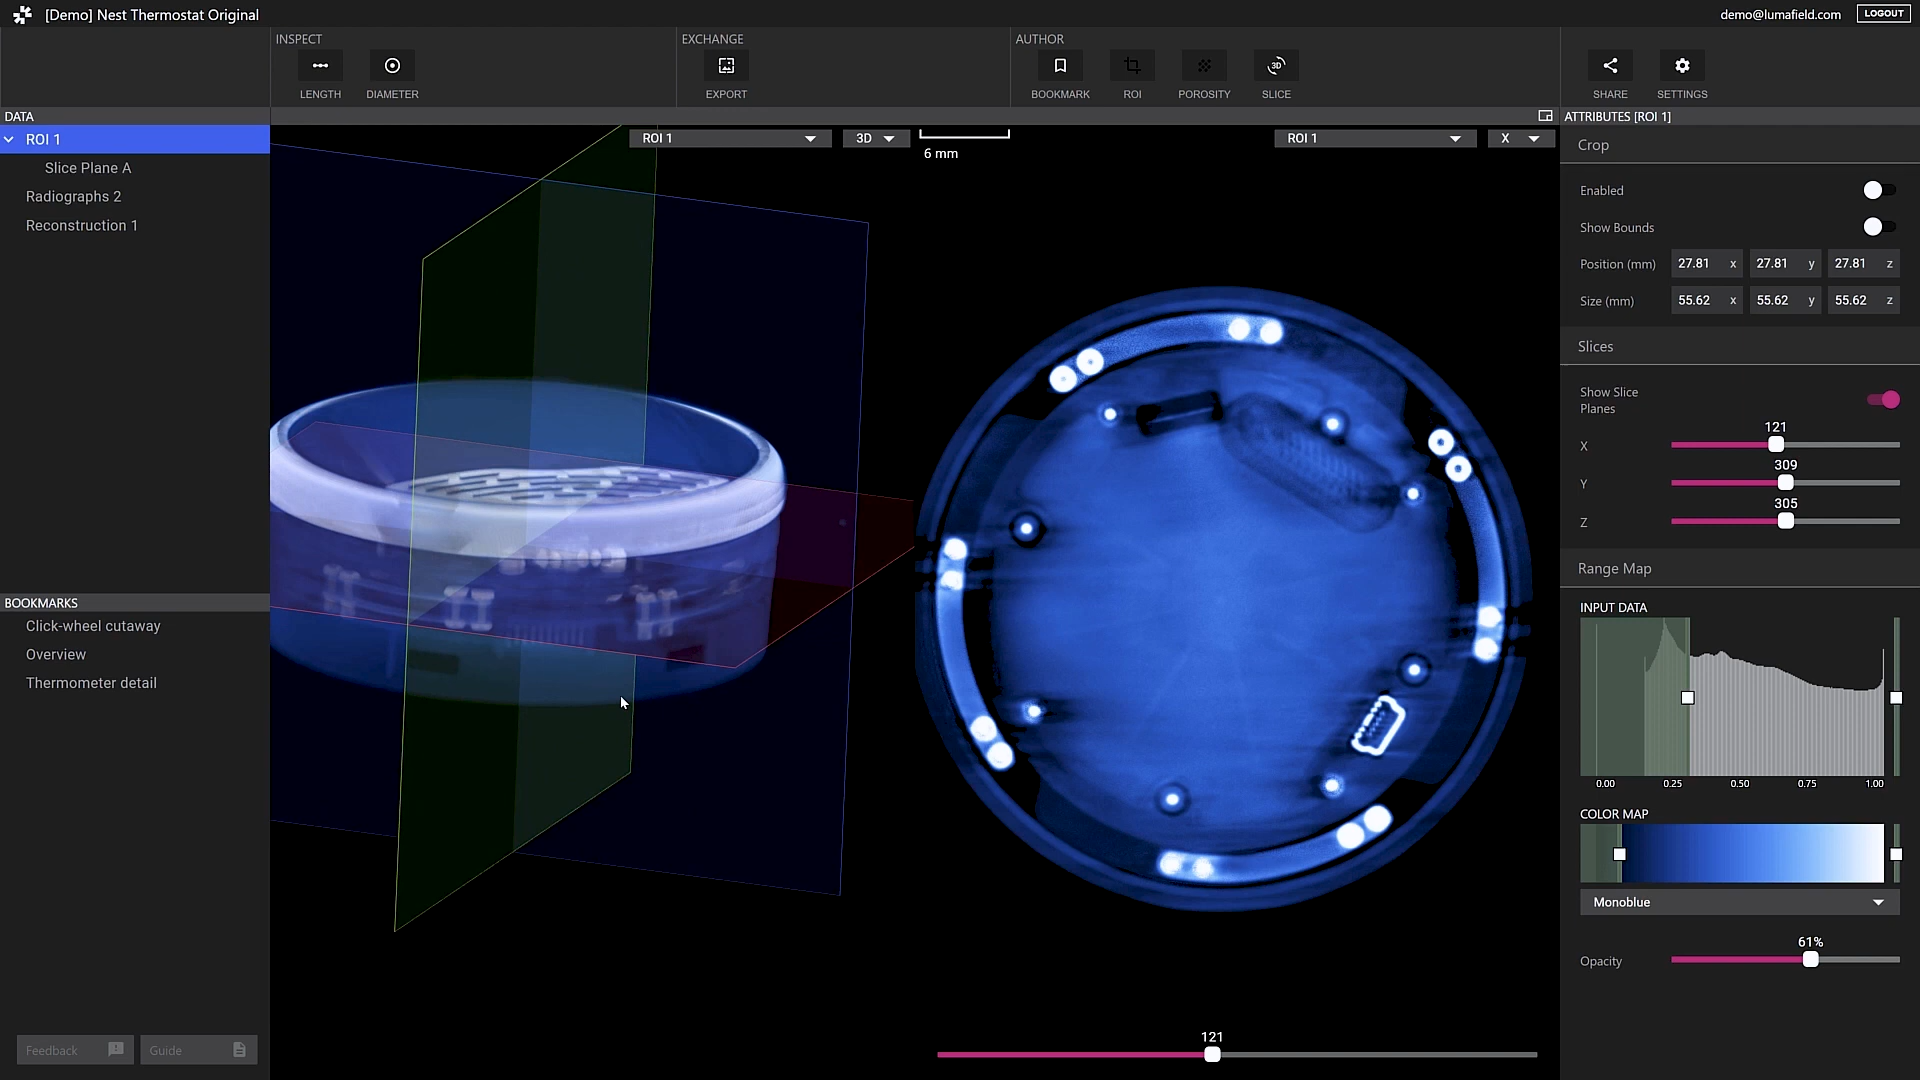 [Demo] Nest Thermostat Original
demo@lumafield.com
LOGOUT
INSPECT
LENGTH
DIAMETER
EXCHANGE
EXPORT
AUTHOR
BOOKMARK
ROI
POROSITY
3D
SLICE
SHARE
SETTINGS
DATA
ROI 1
Slice Plane A
Radiographs 2
Reconstruction 1
BOOKMARKS
Click-wheel cutaway
Overview
Thermometer detail
Feedback
Guide
ROI 1
3D
6 mm
ROI 1
X
121
ATTRIBUTES [ROI 1]
Crop
Enabled
Show Bounds
Position (mm) 27.81 x 27.81 y 27.81 z
Size (mm) 55.62 x 55.62 y 55.62 z
Slices
Show Slice
Planes
121
X
309
Y
305
Z
Range Map
INPUT DATA
0.00 0.25 0.50 0.75 1.00
COLOR MAP
Monoblue
61%
Opacity